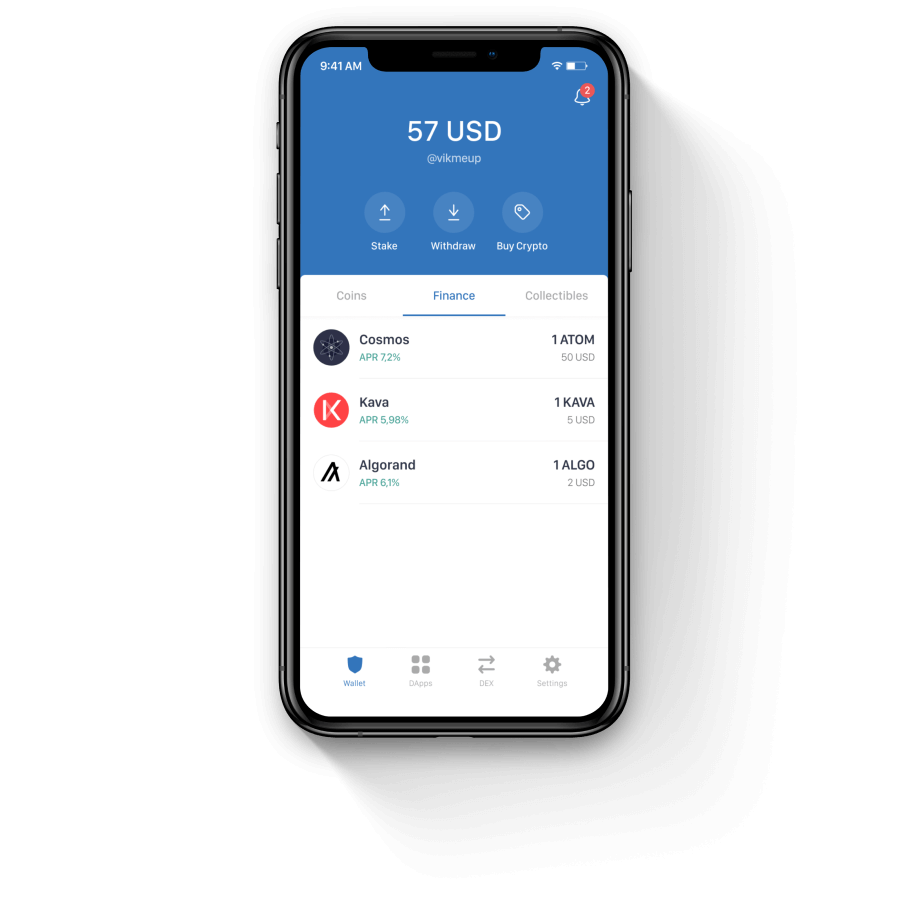 9:41 AM
2
57 USD
@vikmeup
Stake Withdraw Buy Crypto
Coins Finance Collectibles
Cosmos 1 ATOM
APR 7,2% 50 USD
Kava 1 KAVA
APR 5,98% 5 USD
Algorand 1 ALGO
APR 6,1% 2 USD
Wallet DApps DEX Settings